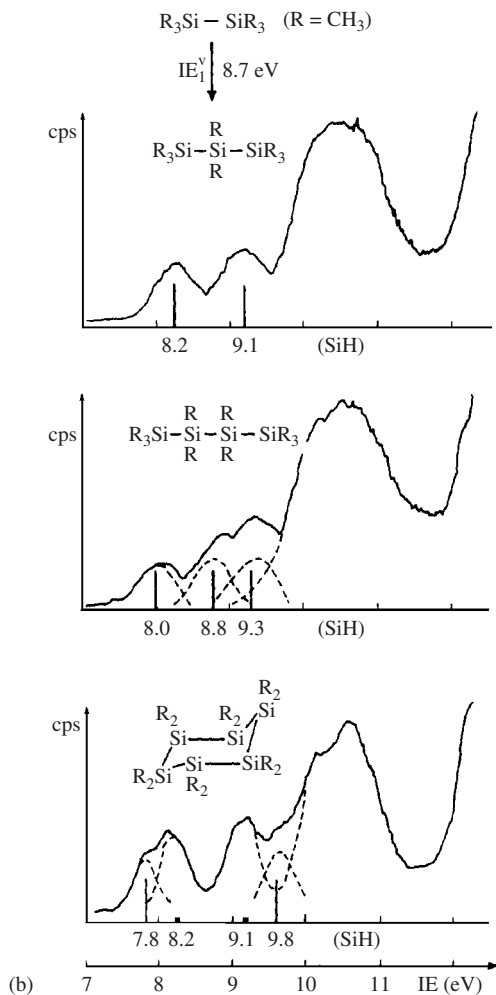 R3Si — SiR3 (R = CH3)
IE1v 8.7 eV
cps
R
R3Si — Si — SiR3
R
8.2 9.1 (SiH)
cps
R R
R3Si — Si — Si — SiR3
R R
8.0 8.8 9.3 (SiH)
cps
R2
R2 R2 Si
Si Si
R2Si Si SiR2
R2
7.8 8.2 9.1 9.8 (SiH)
(b) 7 8 9 10 11 IE (eV)